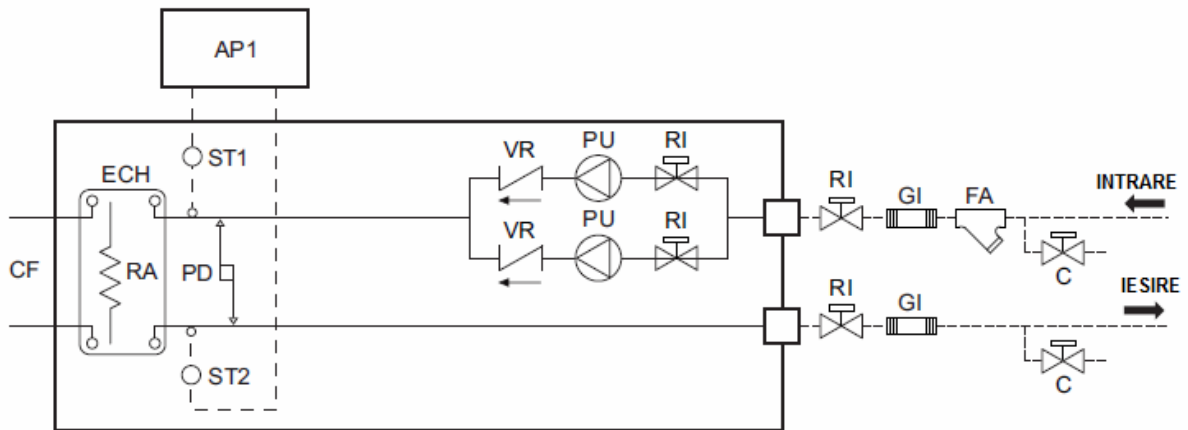 AP1
ST1
ECH
VR
PU
RI
VR
PU
RI
RI
GI
FA
INTRARE
C
CF
RA
PD
RI
GI
IESIRE
C
ST2